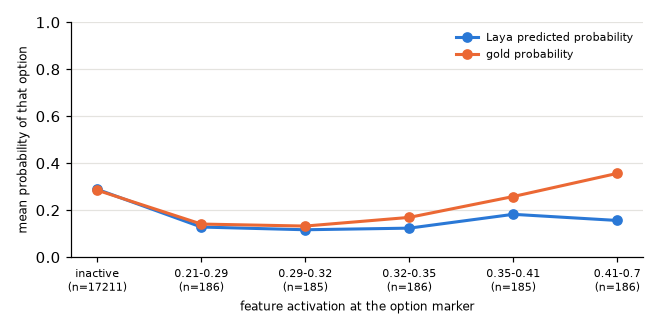 1.0
0.8
0.6
0.4
0.2
0.0
mean probability of that option
Laya predicted probability
gold probability
inactive
(n=17211)
0.21-0.29
(n=186)
0.29-0.32
(n=185)
0.32-0.35
(n=186)
0.35-0.41
(n=185)
0.41-0.7
(n=186)
feature activation at the option marker